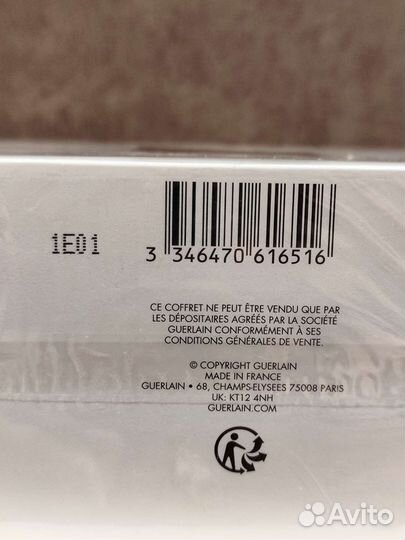 1E01
3 346470 616516
CE COFFRET NE PEUT ÊTRE VENDU QUE PAR
LES DÉPOSITAIRES AGRÉÉS PAR LA SOCIÉTÉ
GUERLAIN CONFORMÉMENT À SES
CONDITIONS GÉNÉRALES DE VENTE.
© COPYRIGHT GUERLAIN
MADE IN FRANCE
GUERLAIN • 68, CHAMPS-ELYSEES 75008 PARIS
UK: KT12 4NH
GUERLAIN.COM
Avito